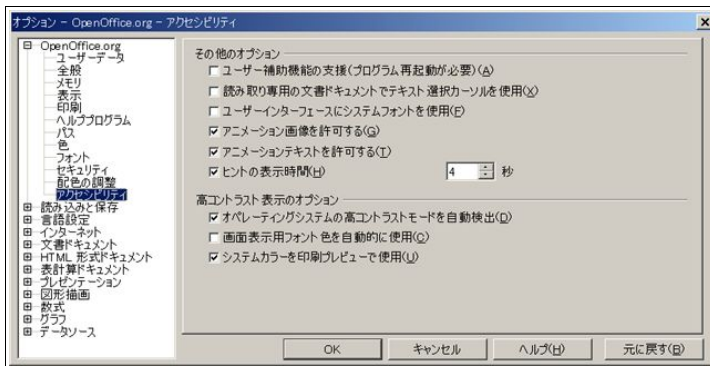 オプション - OpenOffice.org - アクセシビリティ
OpenOffice.org
ユーザーデータ
全般
メモリ
表示
印刷
ヘルププログラム
パス
色
フォント
セキュリティ
配色の調整
アクセシビリティ
読み込みと保存
言語設定
インターネット
文書ドキュメント
HTML 形式ドキュメント
表計算ドキュメント
プレゼンテーション
図形描画
数式
グラフ
データソース
その他のオプション
ユーザー補助機能の支援(プログラム再起動が必要)(A)
読み取り専用の文書ドキュメントでテキスト選択カーソルを使用(X)
ユーザーインターフェースにシステムフォントを使用(F)
アニメーション画像を許可する(G)
アニメーションテキストを許可する(T)
ヒントの表示時間(H) 4 秒
高コントラスト表示のオプション
オペレーティングシステムの高コントラストモードを自動検出(D)
画面表示用フォント色を自動的に使用(C)
システムカラーを印刷プレビューで使用(U)
OK キャンセル ヘルプ(H) 元に戻す(B)